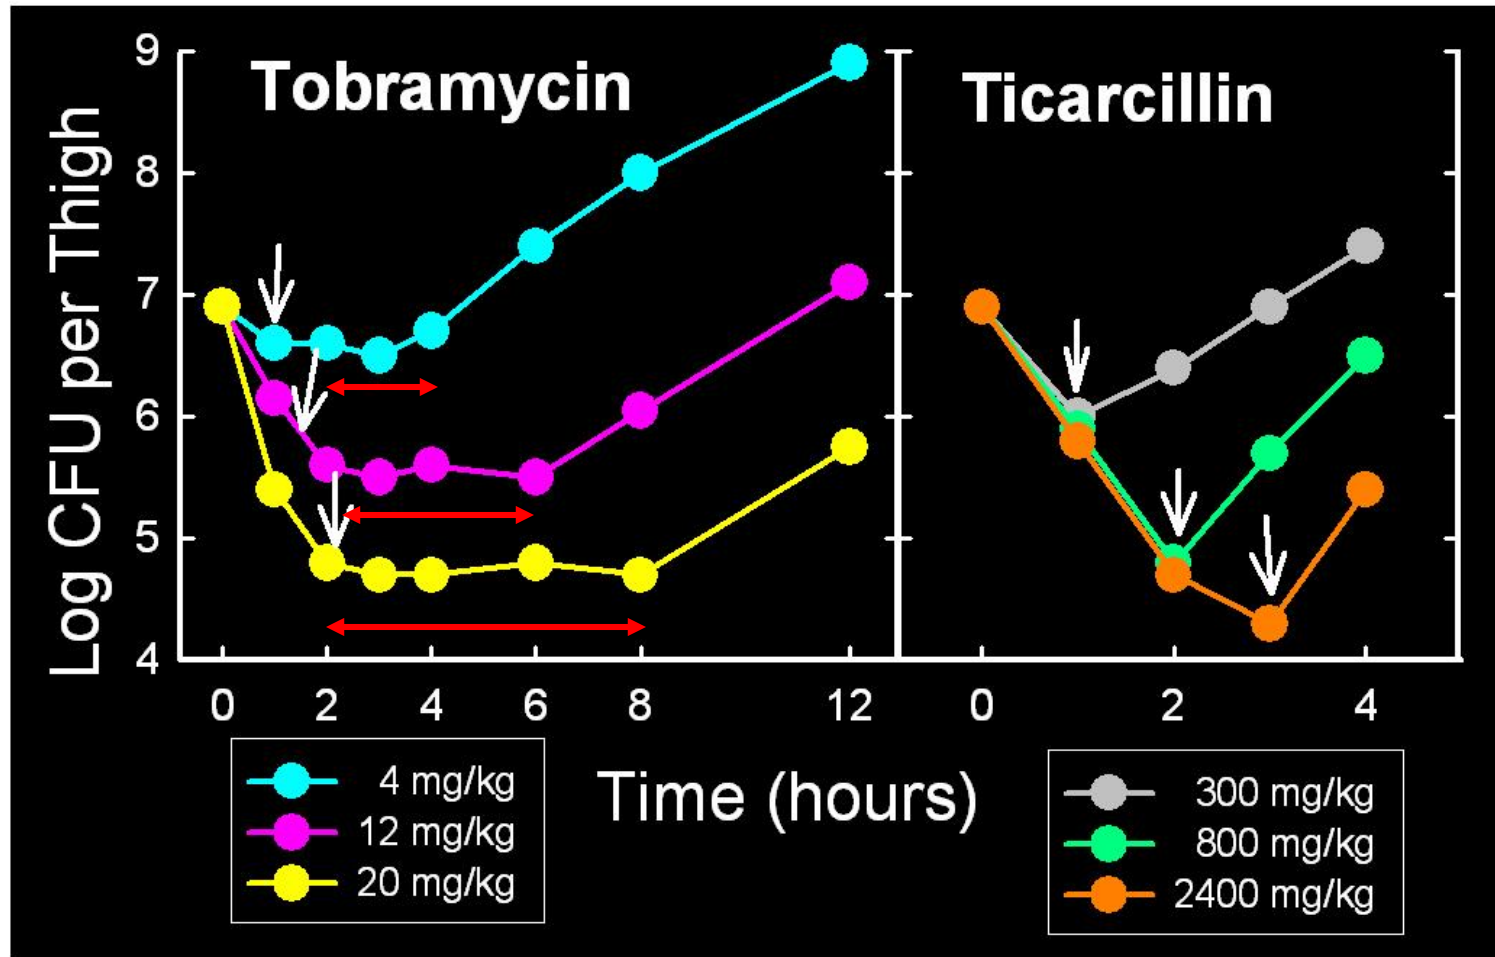 Tobramycin
Ticarcillin
Log CFU per Thigh
9
8
7
6
5
4
0 2 4 6 8 12
0 2 4
Time (hours)
4 mg/kg
12 mg/kg
20 mg/kg
300 mg/kg
800 mg/kg
2400 mg/kg